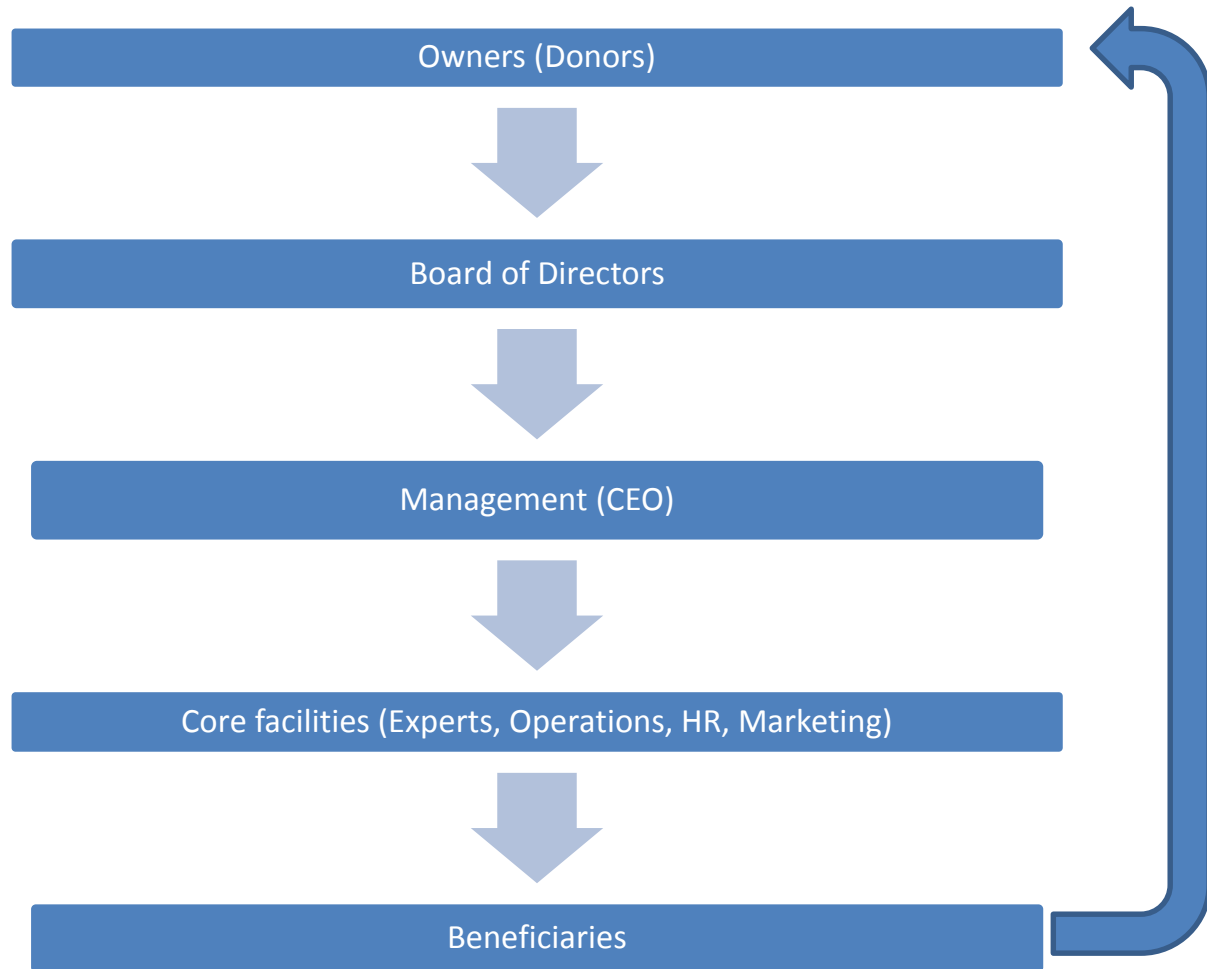 Owners (Donors)
Board of Directors
Management (CEO)
Core facilities (Experts, Operations, HR, Marketing)
Beneficiaries